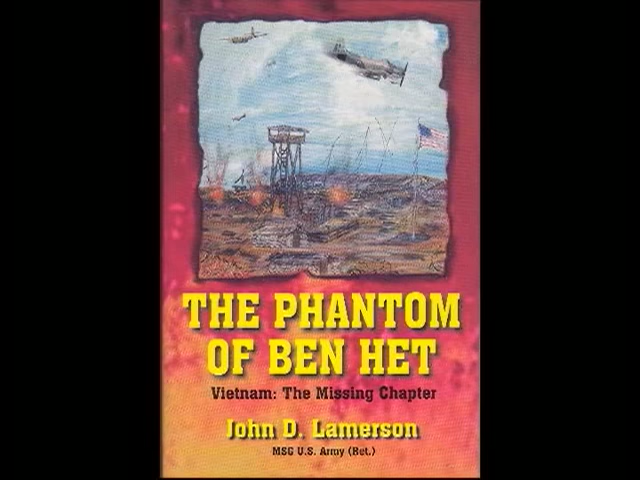 THE PHANTOM
OF BEN HET
Vietnam: The Missing Chapter
John D. Lamerson
MSG U.S. Army (Ret.)